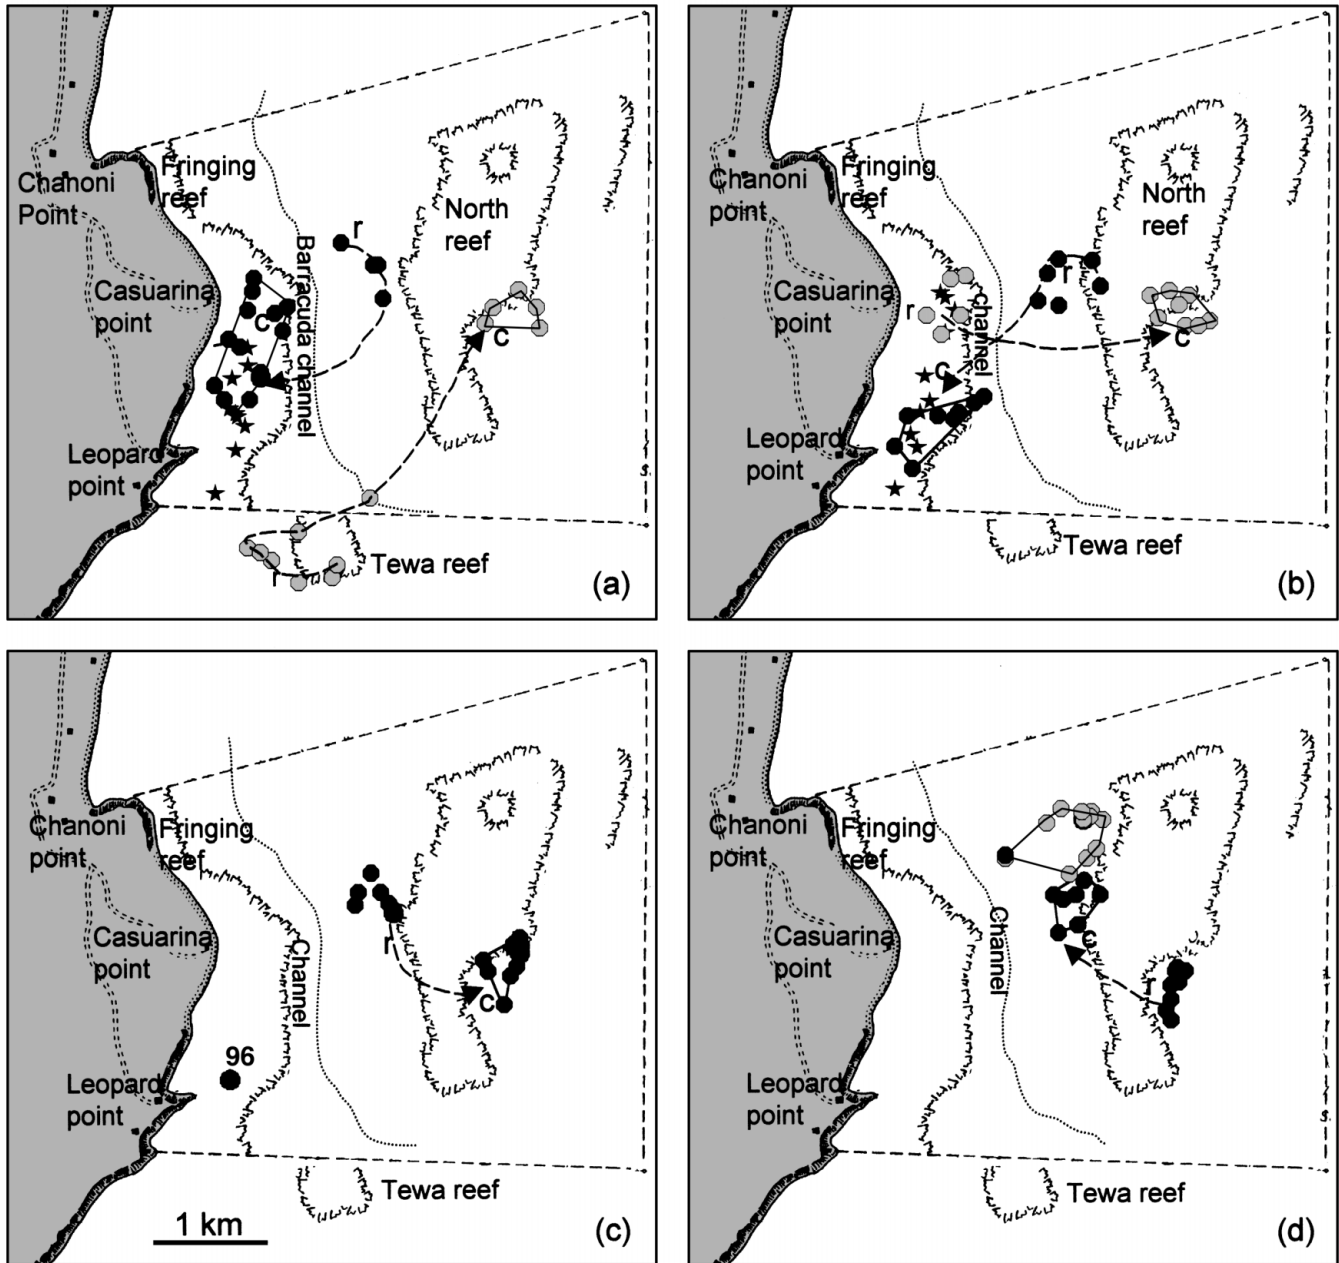 Chanoni
Point
Fringing
reef
North
reef
r
Barracuda channel
Casuarina
point
c
c
Leopard
point
Tewa reef
r
(a)
Chanoni
point
Fringing
reef
North
reef
r
Casuarina
point
r
channel
c
c
Leopard
point
Tewa reef
(b)
Chanoni
point
Fringing
reef
r
Casuarina
point
Channel
c
96
Leopard
point
Tewa reef
1 km
(c)
Chanoni
point
Fringing
reef
Channel
c
Casuarina
point
r
Leopard
point
s.
Tewa reef
(d)